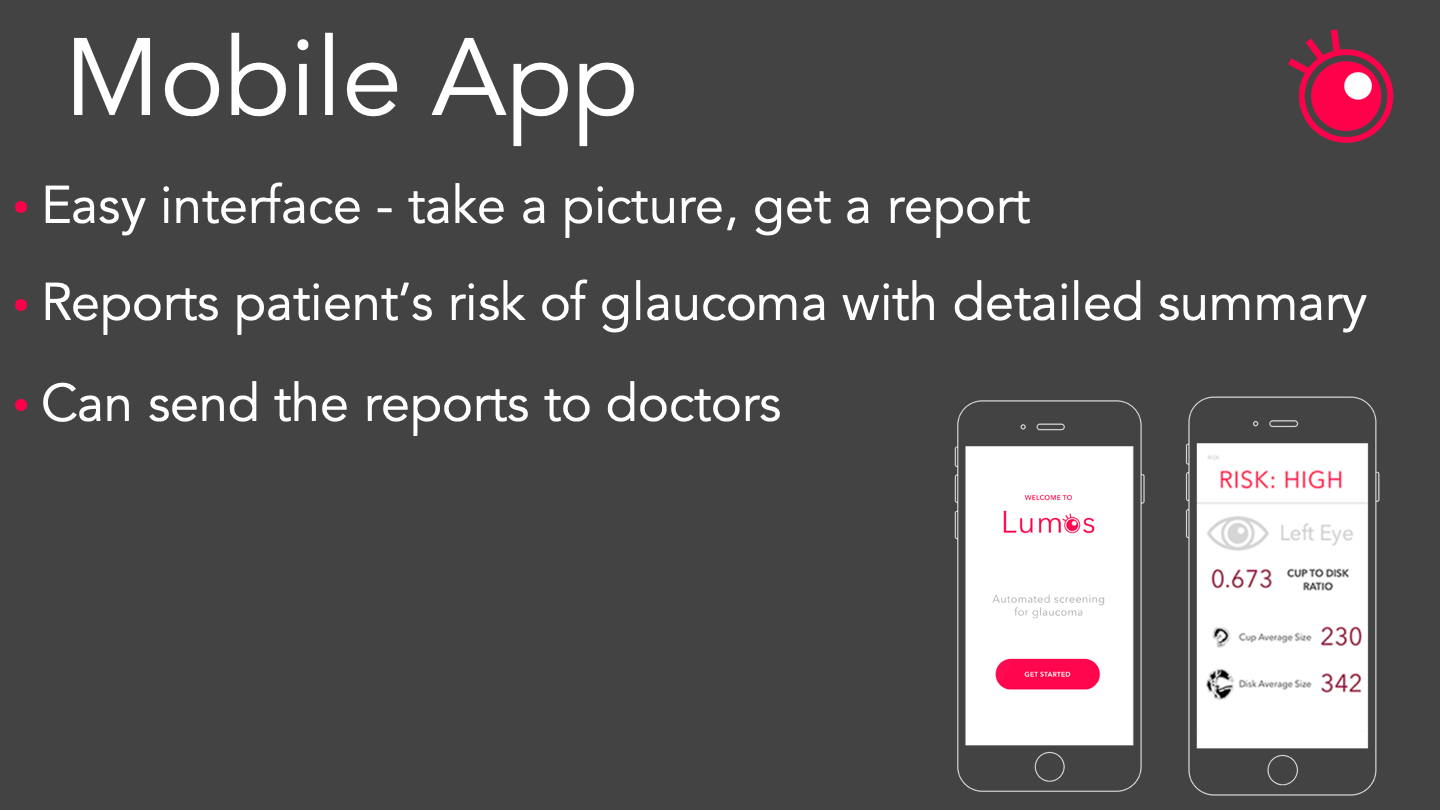 Mobile App
• Easy interface - take a picture, get a report
• Reports patient’s risk of glaucoma with detailed summary
• Can send the reports to doctors
WELCOME TO
Lumos
Automated screening
for glaucoma
GET STARTED
RISK: HIGH
Left Eye
0.673 CUP TO DISK
RATIO
Cup Average Size 230
Disk Average Size 342